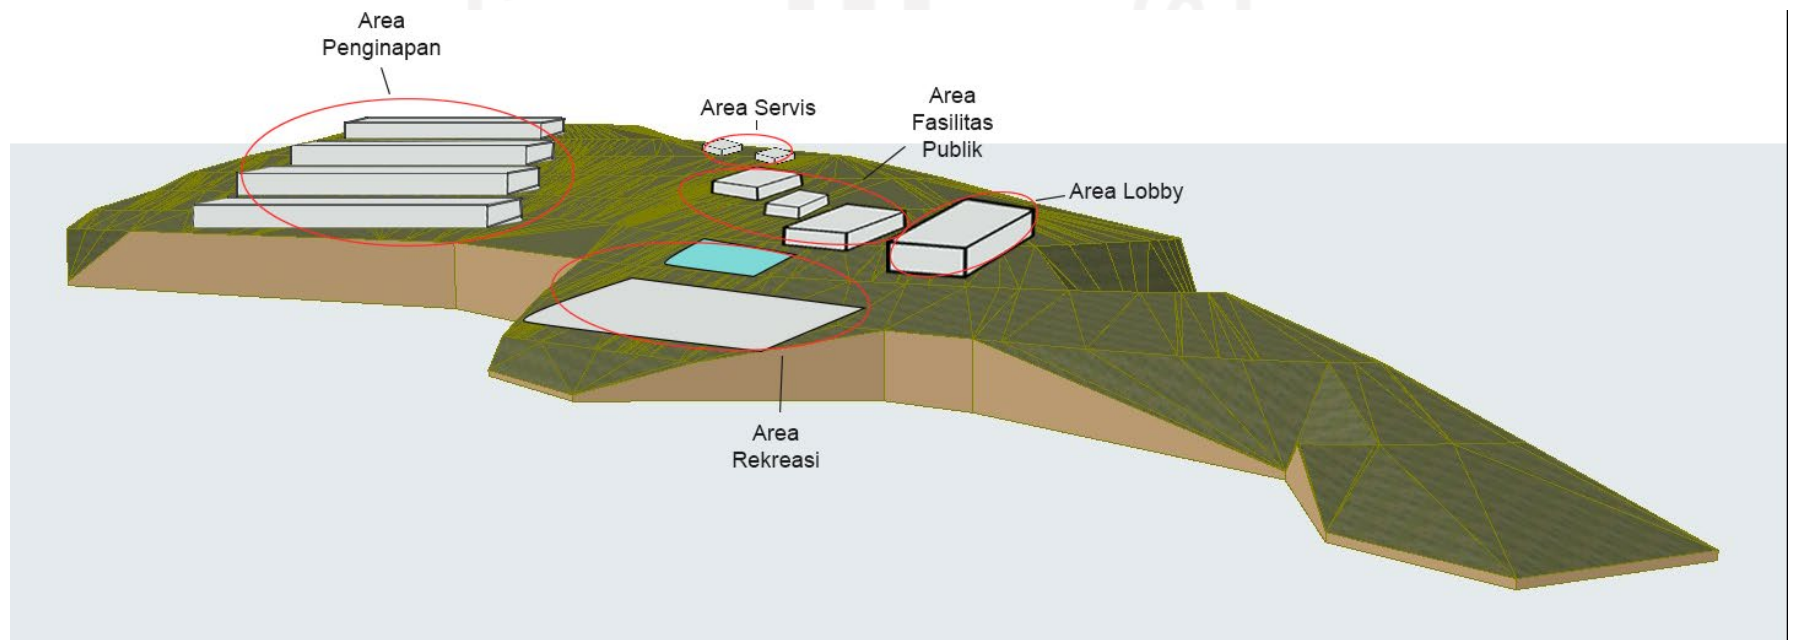 Area
Penginapan
Area Servis
Area
Fasilitas
Publik
Area Lobby
Area
Rekreasi